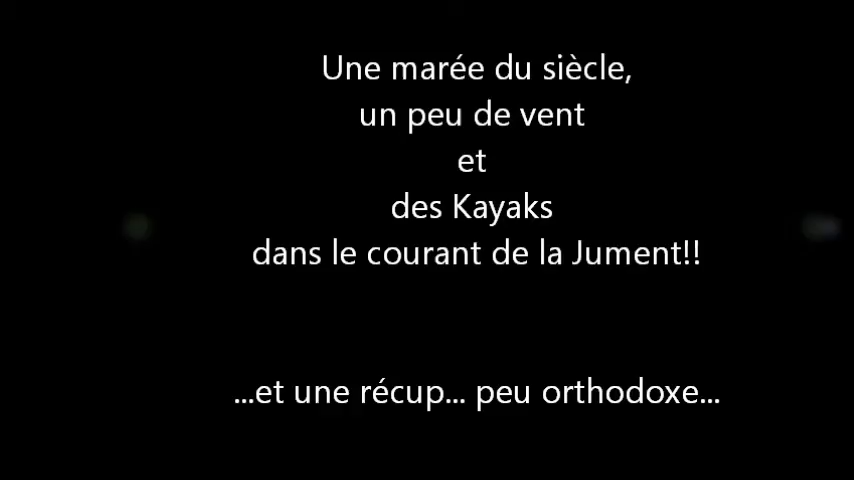 Une marée du siècle,
un peu de vent
et
des Kayaks
dans le courant de la Jument!!
...et une récup... peu orthodoxe...